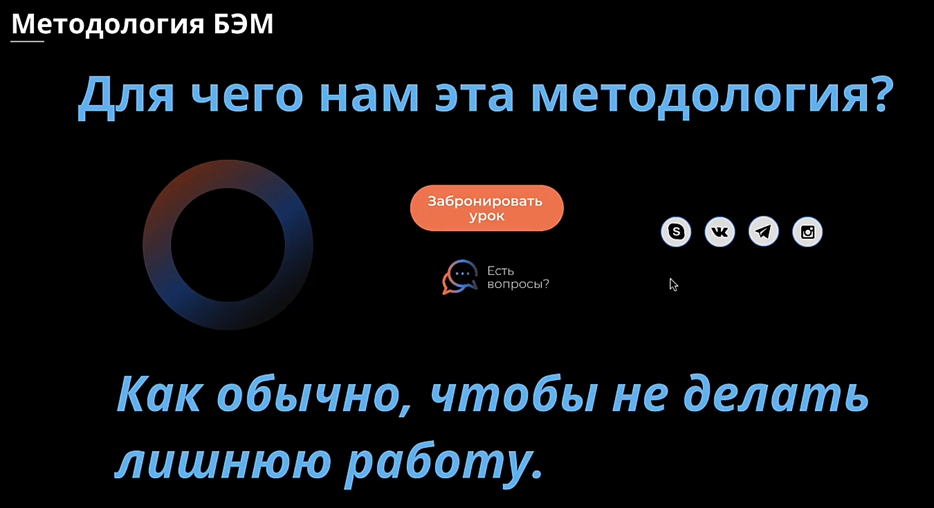 Методология БЭМ
Для чего нам эта методология?
Забронировать
урок
Есть
вопросы?
Как обычно, чтобы не делать
лишнюю работу.